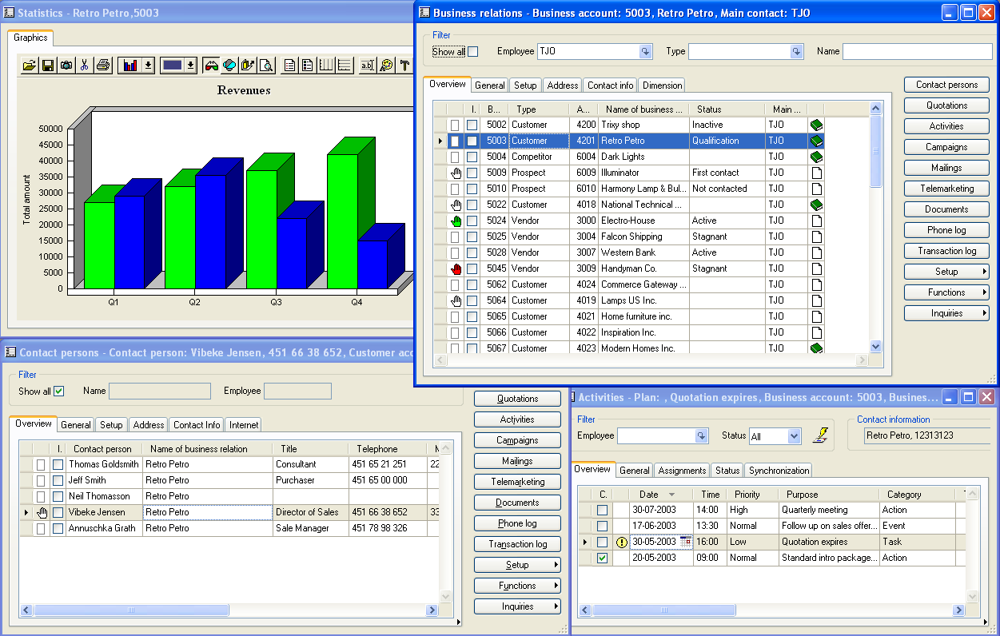 Statistics - Retro Petro,5003
Graphics
Revenues
Total amount
50000
45000
40000
35000
30000
25000
20000
15000
10000
5000
0
Q1 Q2 Q3 Q4
Business relations - Business account: 5003, Retro Petro, Main contact: TJO
Filter
Show all Employee TJO Type Name
Overview General Setup Address Contact info Dimension
I. B... Type A... Name of business ... Status Main ...
5002 Customer 4200 Trixy shop Inactive TJO
5003 Customer 4201 Retro Petro Qualification TJO
5004 Competitor 6004 Dark Lights TJO
5009 Prospect 6009 Illuminator First contact TJO
5010 Prospect 6010 Harmony Lamp & Bul... Not contacted TJO
5022 Customer 4018 National Technical ... TJO
5024 Vendor 3000 Electro-House Active TJO
5025 Vendor 3004 Falcon Shipping Stagnant TJO
5028 Vendor 3007 Western Bank Active TJO
5045 Vendor 3009 Handyman Co. Stagnant TJO
5062 Customer 4024 Commerce Gateway ... TJO
5064 Customer 4019 Lamps US Inc. TJO
5065 Customer 4021 Home furniture inc. TJO
5066 Customer 4022 Inspiration Inc. TJO
5067 Customer 4023 Modern Homes Inc. TJO
Contact persons
Quotations
Activities
Campaigns
Mailings
Telemarketing
Documents
Phone log
Transaction log
Setup
Functions
Inquiries
Contact persons - Contact person: Vibeke Jensen, 451 66 38 652, Customer acc
Filter
Show all Name Employee
Overview General Setup Address Contact Info Internet
I. Contact person Name of business relation Title Telephone M
Thomas Goldsmith Retro Petro Consultant 451 65 21 251 22
Jeff Smith Retro Petro Purchaser 451 65 00 000
Neil Thomasson Retro Petro
Vibeke Jensen Retro Petro Director of Sales 451 66 38 652 33
Annuschka Grath Retro Petro Sale Manager 451 78 98 326
Quotations
Activities
Campaigns
Mailings
Telemarketing
Documents
Phone log
Transaction log
Setup
Functions
Inquiries
Activities - Plan: , Quotation expires, Business account: 5003, Busines...
Filter
Employee Status All
Contact information
Retro Petro, 12313123
Overview General Assignments Status Synchronization
C. Date Time Priority Purpose Category
30-07-2003 14:00 High Quarterly meeting Action
17-06-2003 13:30 Normal Follow up on sales offer... Event
30-05-2003 16:00 Low Quotation expires Task
20-05-2003 09:00 Normal Standard intro package... Action